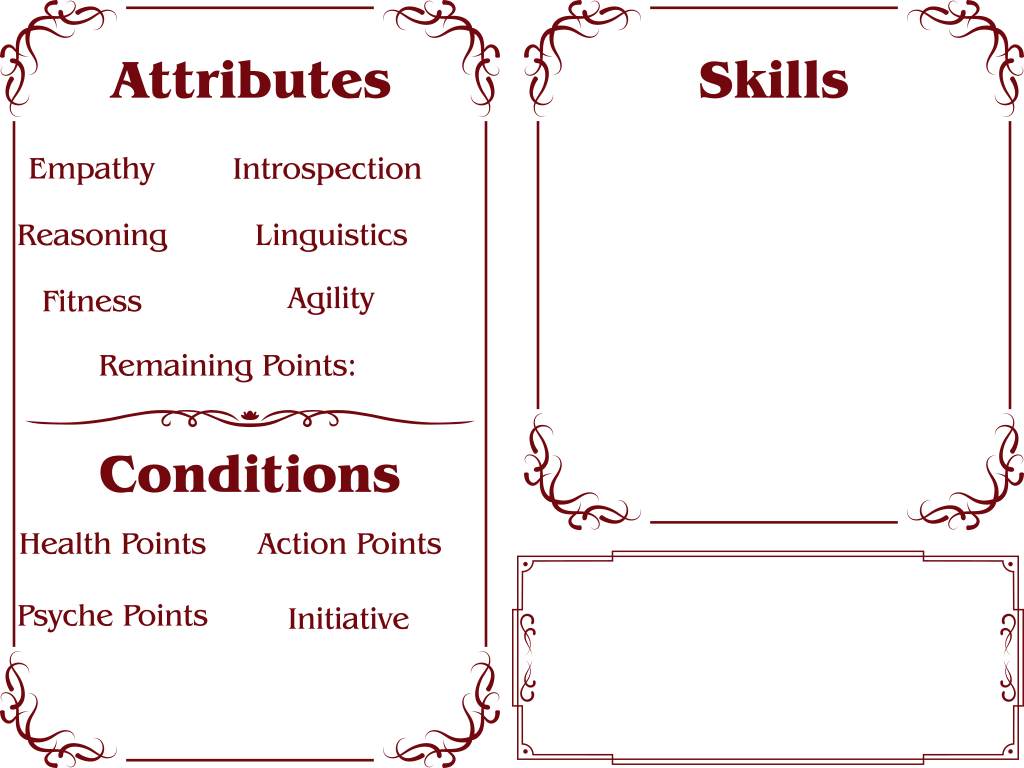 Attributes
Empathy Introspection
Reasoning Linguistics
Fitness Agility
Remaining Points:
Conditions
Health Points Action Points
Psyche Points Initiative
Skills